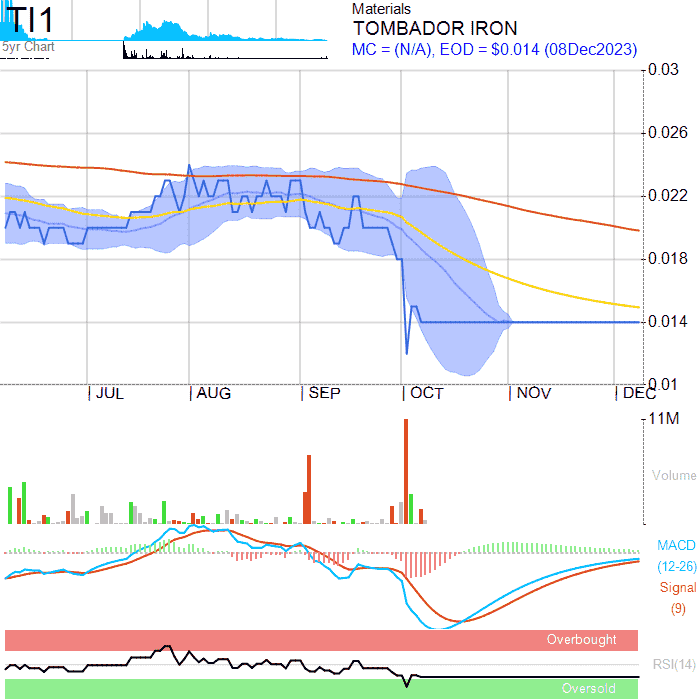 TI1
5yr Chart
Materials
TOMBADOR IRON
MC = (N/A), EOD = $0.014 (08Dec2023)
0.03
0.026
0.022
0.018
0.014
0.01
JUL AUG SEP OCT NOV DEC
11M
Volume
MACD
(12-26)
Signal
(9)
Overbought
RSI(14)
Oversold